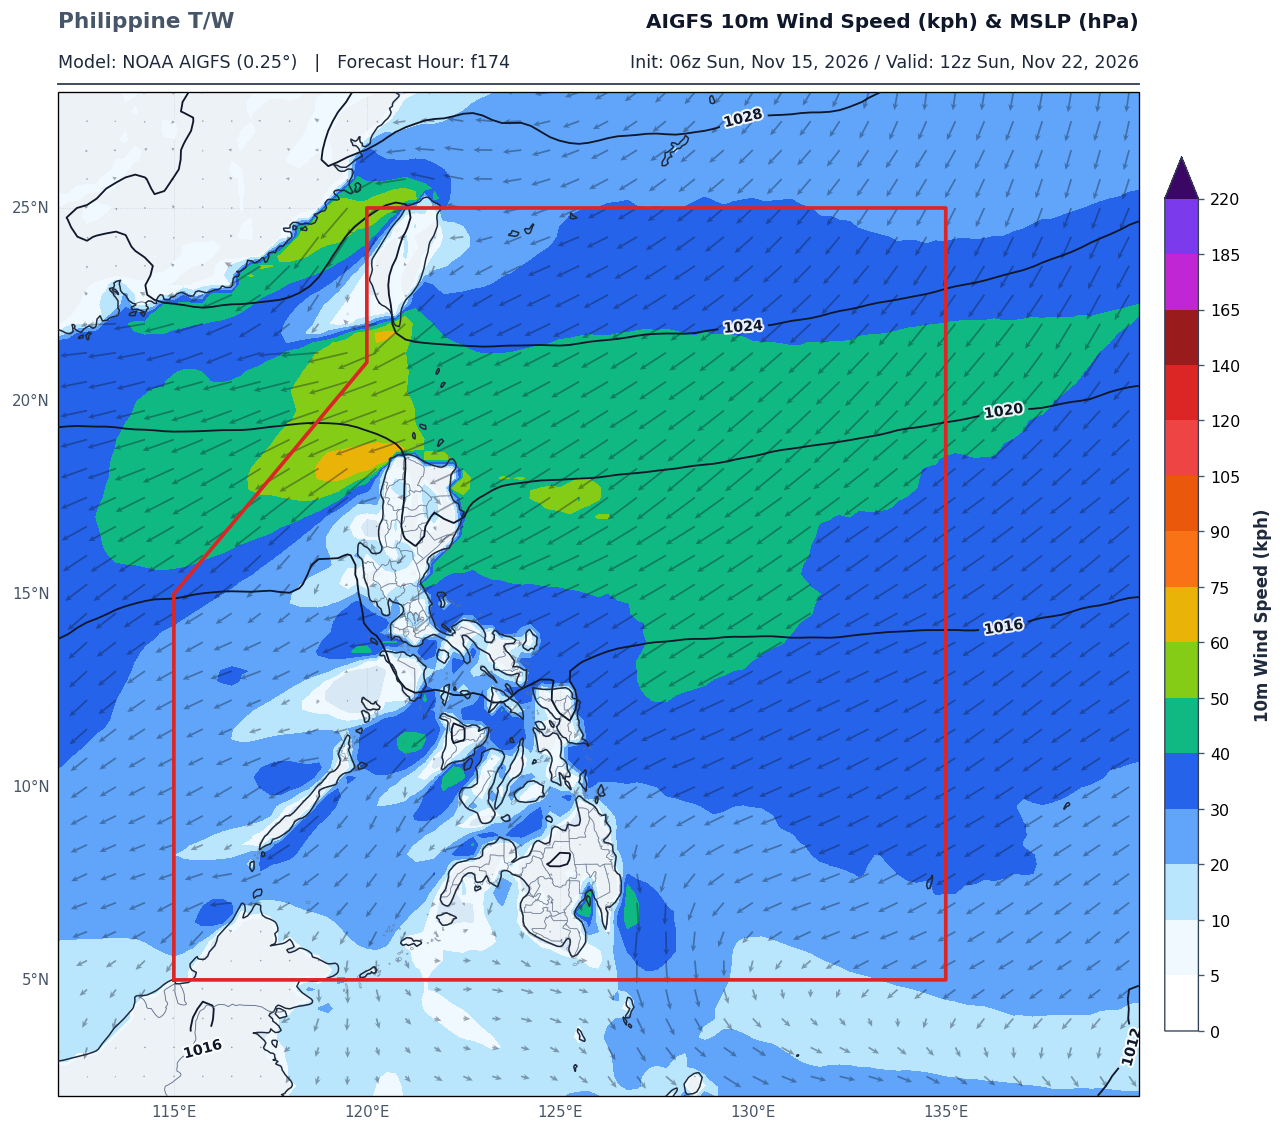 Philippine T/W
AIGFS 10m Wind Speed (kph) & MSLP (hPa)
Model: NOAA AIGFS (0.25°) | Forecast Hour: f174
Init: 06z Sun, Nov 15, 2026 / Valid: 12z Sun, Nov 22, 2026
1028
25°N
1024
20°N
1020
15°N
1016
10°N
5°N
1016
1012
115°E
120°E
125°E
130°E
135°E
220
185
165
140
120
105
90
75
60
50
40
30
20
10
5
0
10m Wind Speed (kph)